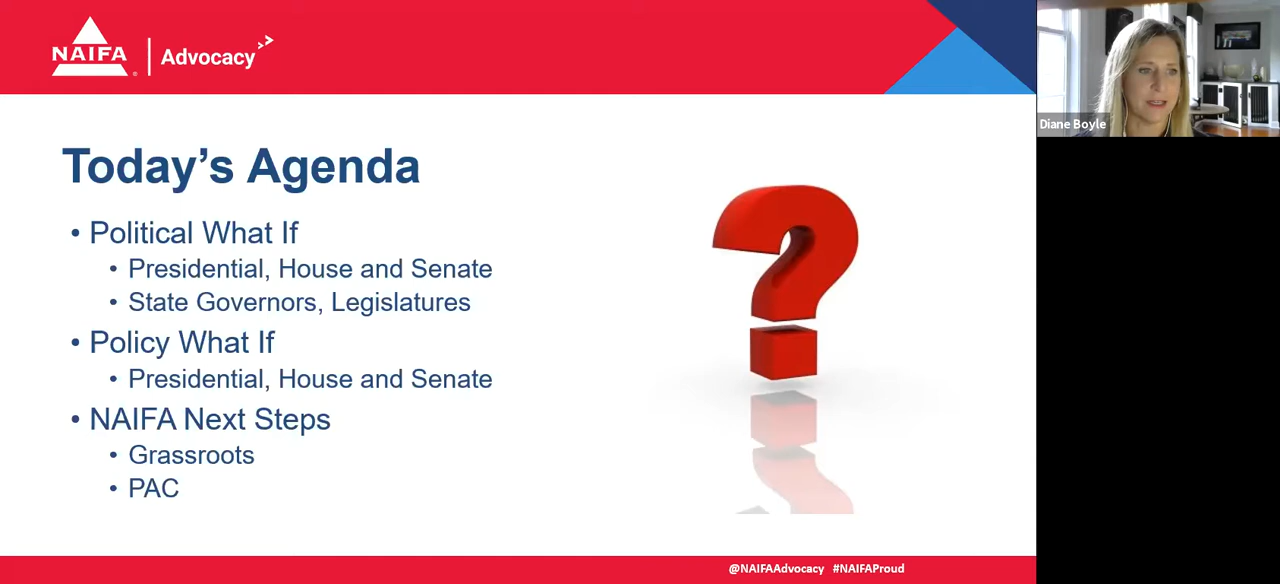 NAIFA
Advocacy
Diane Boyle
Today's Agenda
• Political What If
• Presidential, House and Senate
• State Governors, Legislatures
• Policy What If
• Presidential, House and Senate
• NAIFA Next Steps
• Grassroots
• PAC
@NAIFAAdvocacy #NAIFAProud